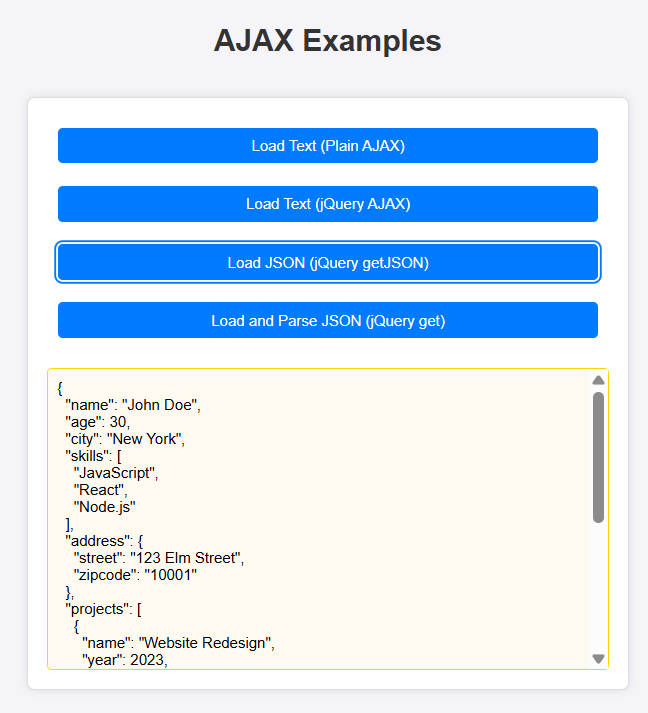 AJAX Examples
Load Text (Plain AJAX)
Load Text (jQuery AJAX)
Load JSON (jQuery getJSON)
Load and Parse JSON (jQuery get)
{
  "name": "John Doe",
  "age": 30,
  "city": "New York",
  "skills": [
    "JavaScript",
    "React",
    "Node.js"
  ],
  "address": {
    "street": "123 Elm Street",
    "zipcode": "10001"
  },
  "projects": [
    {
      "name": "Website Redesign",
      "year": 2023,